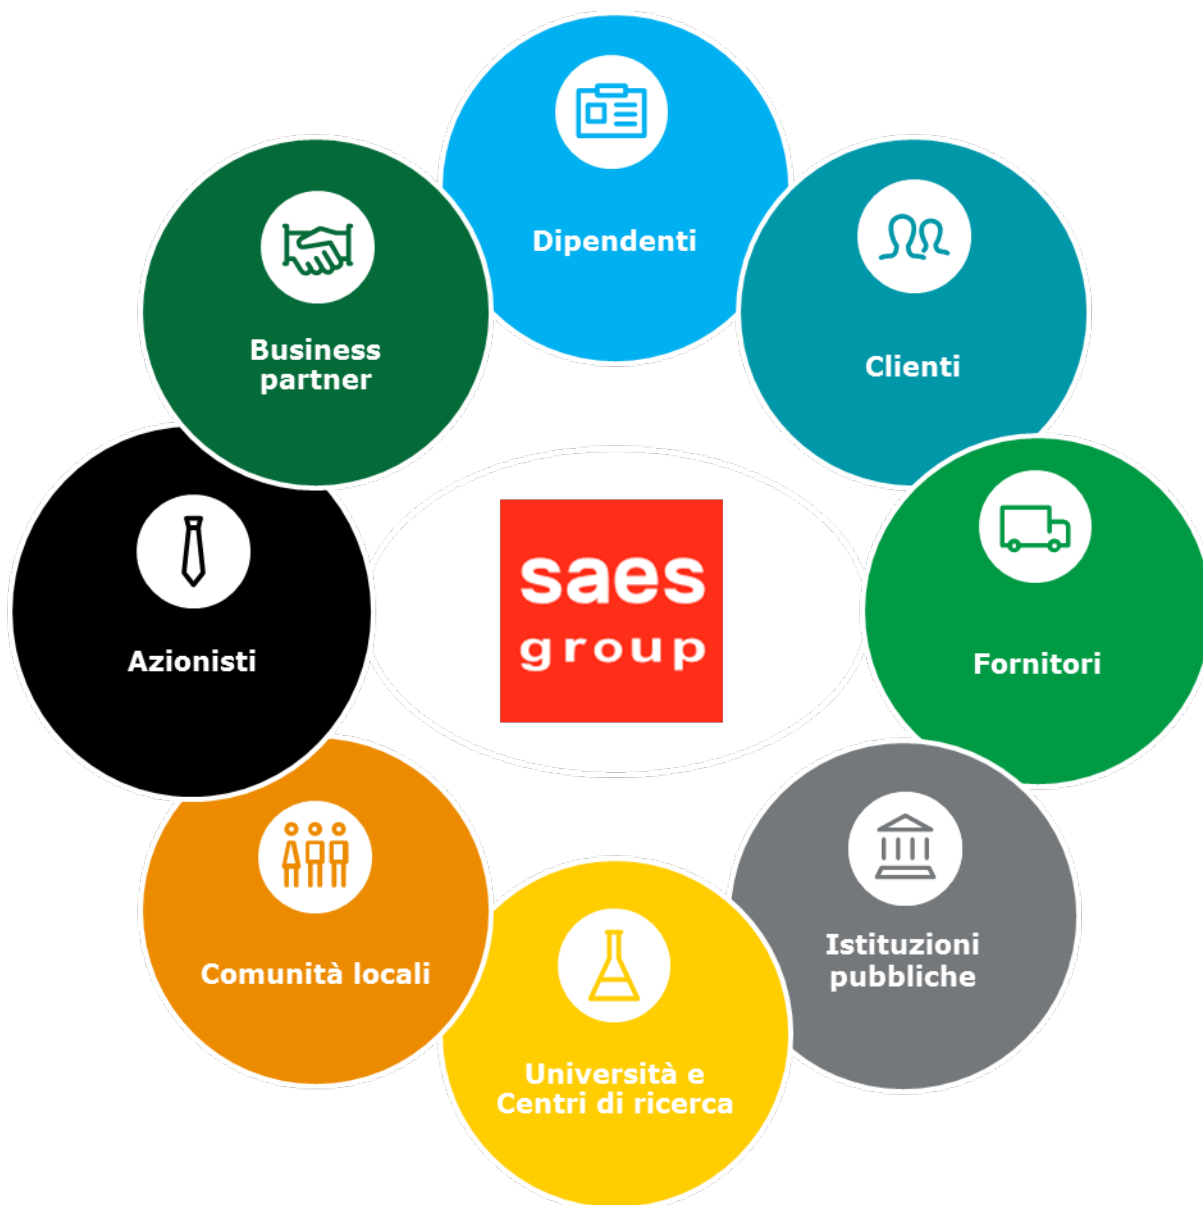 Dipendenti
Clienti
Fornitori
Istituzioni
pubbliche
Università e
Centri di ricerca
Comunità locali
Azionisti
Business
partner
saes
group